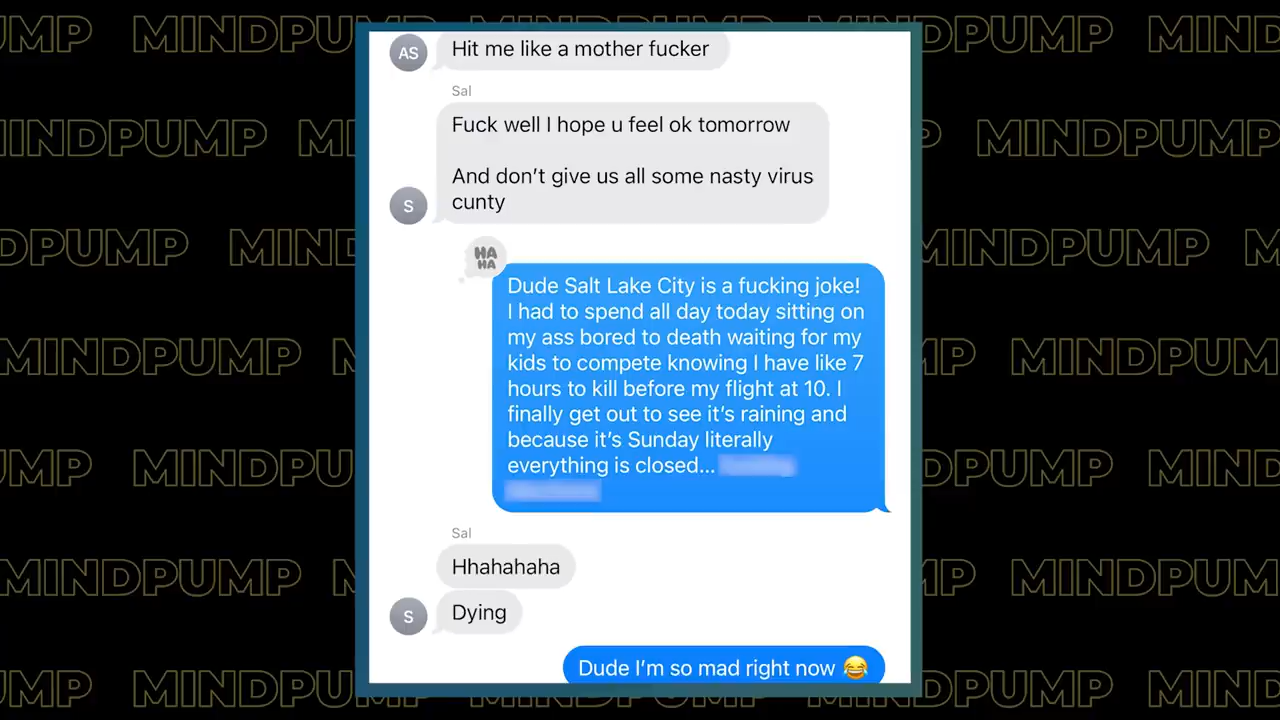 MINDPUMP
AS
Hit me like a mother fucker
Sal
Fuck well I hope u feel ok tomorrow
And don’t give us all some nasty virus
cunty
S
HA
HA
Dude Salt Lake City is a fucking joke!
I had to spend all day today sitting on
my ass bored to death waiting for my
kids to compete knowing I have like 7
hours to kill before my flight at 10. I
finally get out to see it’s raining and
because it’s Sunday literally
everything is closed...
Sal
Hhahahaha
S
Dying
Dude I’m so mad right now 😂